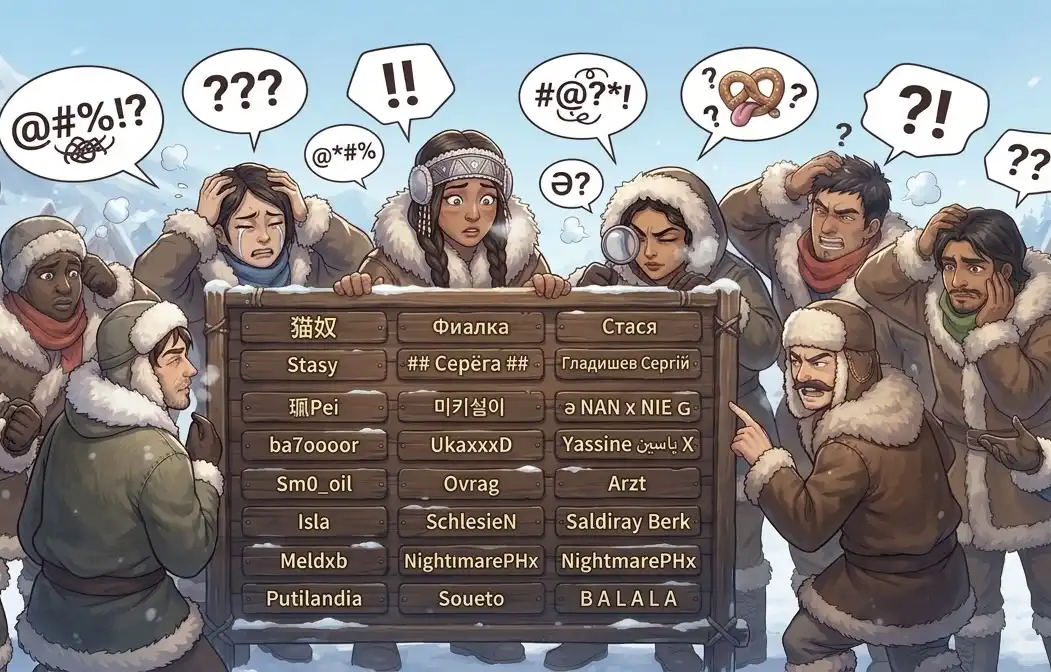 @#%!?
???
!!
@*#%
#@?*!
ə?
? ? ?
?
?!
??
猫奴 Фиалка Стася
Stasy ## Серёга ## Гладишев Сергій
珮Pei 미키설이 ə NAN x NIE G
ba7oooor UkaxxxD Yassine ياسين X
Sm0_oil Ovrag Arzt
Isla SchlesieN Saldiray Berk
Meldxb NightımarePHx NightmarePHx
Putilandia Soueto B A L A L A